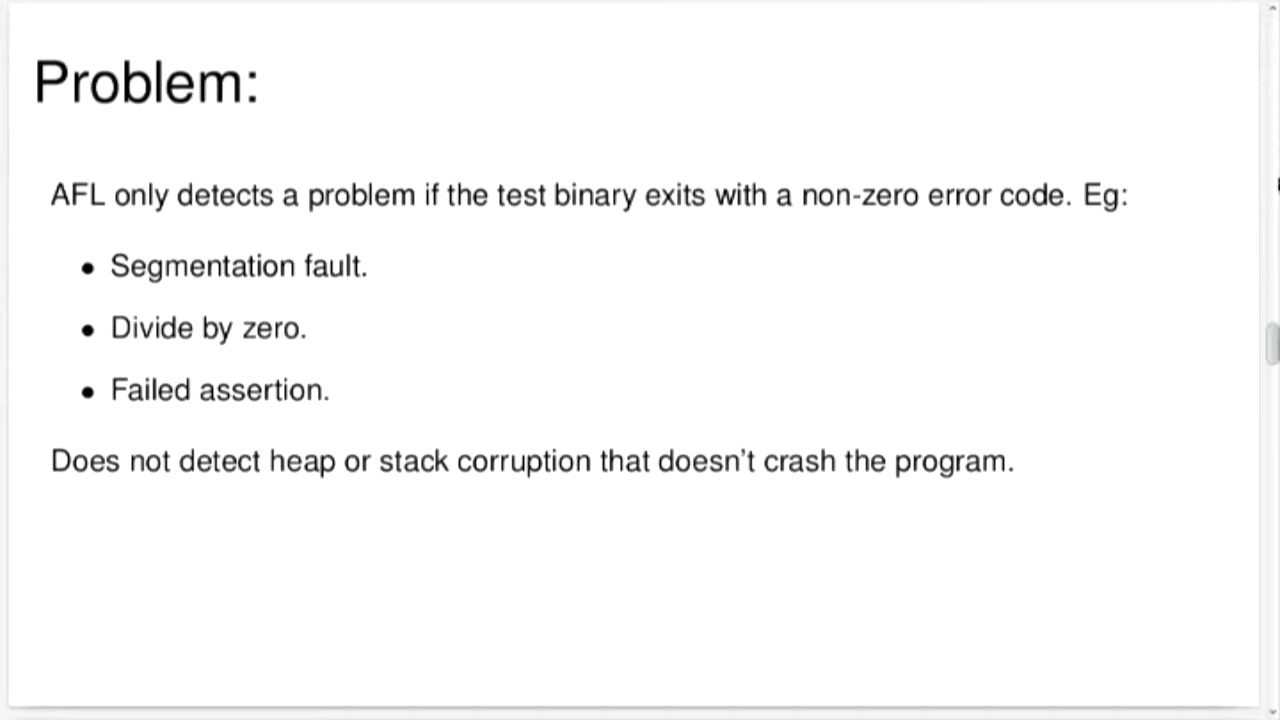 Problem:
AFL only detects a problem if the test binary exits with a non-zero error code. Eg:
• Segmentation fault.
• Divide by zero.
• Failed assertion.
Does not detect heap or stack corruption that doesn’t crash the program.